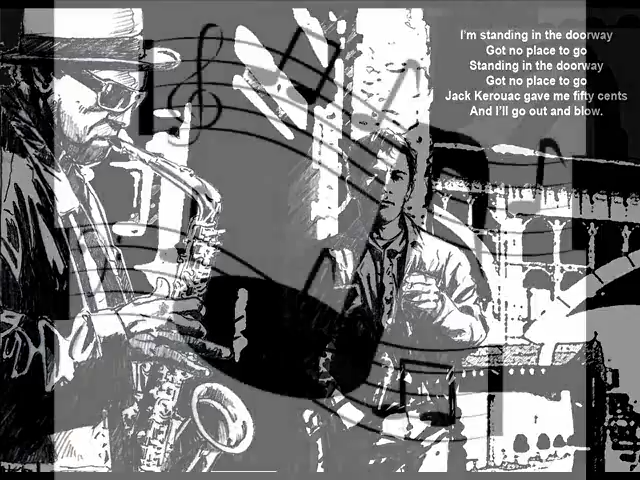 I'm standing in the doorway
Got no place to go
Standing in the doorway
Got no place to go
Jack Kerouac gave me fifty cents
And I'll go out and blow.